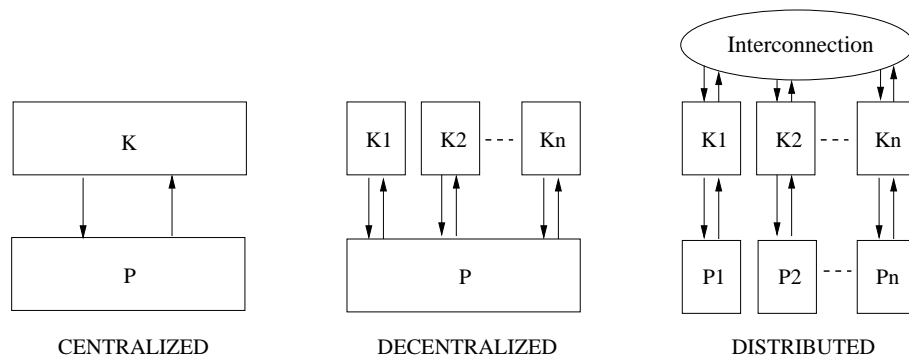 Interconnection
K
K1 K2 Kn
K1 K2 Kn
P
P
P1 P2 Pn
CENTRALIZED
DECENTRALIZED
DISTRIBUTED